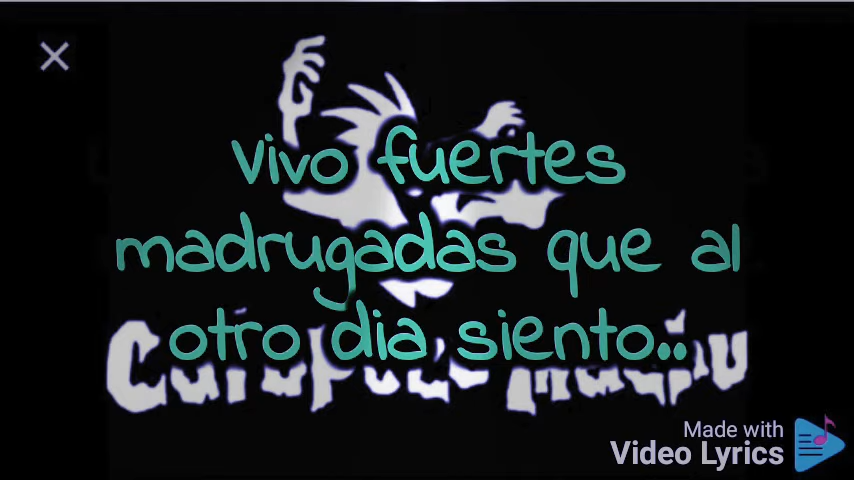 Vivo fuertes
madrugadas que al
otro dia siento..
Made with
Video Lyrics